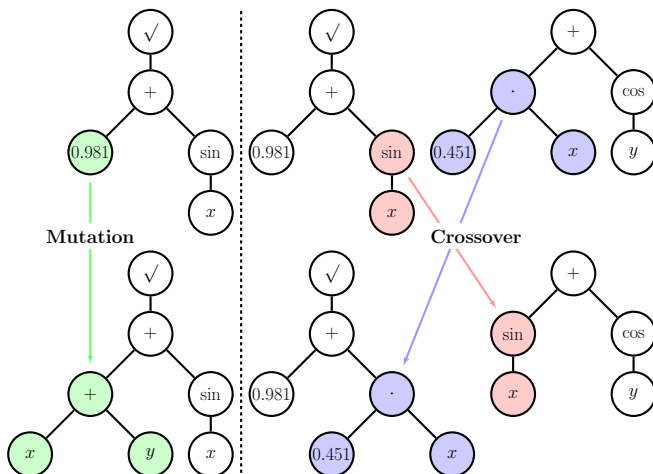 √ √ +
+ + · cos
0.981 sin 0.981 sin 0.451 x y
x x
Mutation Crossover
√ √ +
+ + sin cos
+ sin 0.981 · x y
x y x 0.451 x